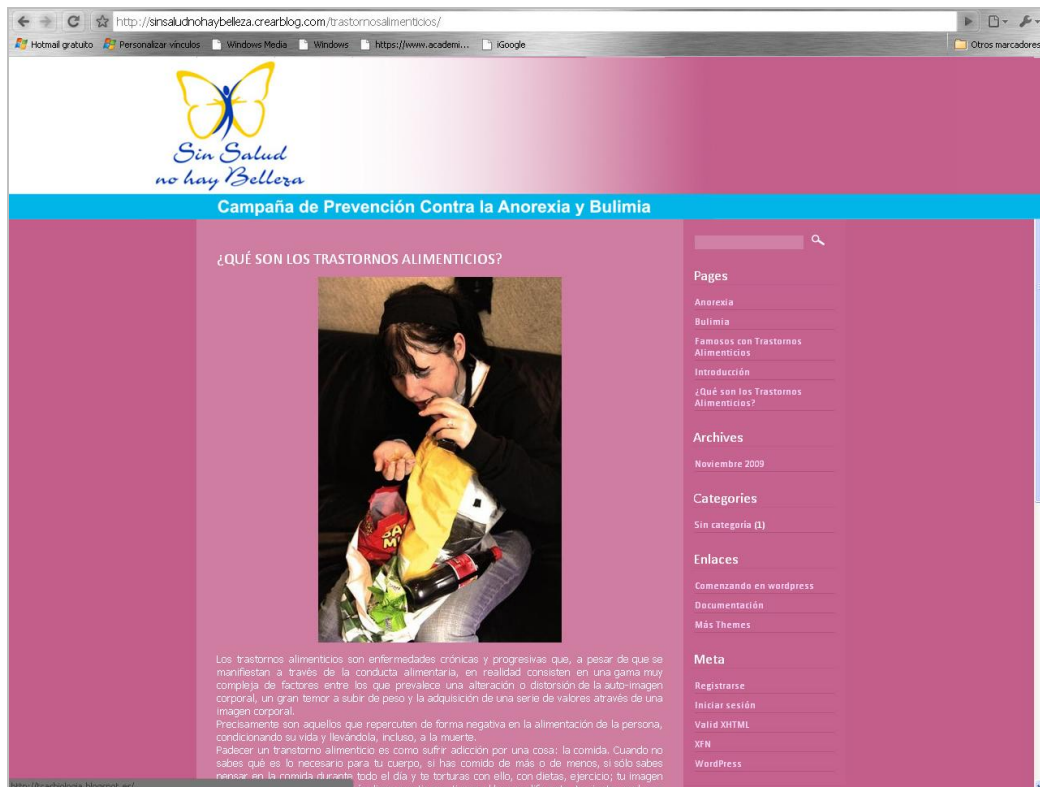 http://sinsaludnohaybelleza.crearblog.com/trastornosalimenticios/
Hotmail gratuito Personalizar vínculos Windows Media Windows https://www.academi... iGoogle Otros marcadores
Sin Salud
no hay Belleza
Campaña de Prevención Contra la Anorexia y Bulimia
¿QUÉ SON LOS TRASTORNOS ALIMENTICIOS?
Los trastornos alimenticios son enfermedades crónicas y progresivas que, a pesar de que se
manifiestan a través de la conducta alimentaria, en realidad consisten en una gama muy
compleja de factores entre los que prevalece una alteración o distorsión de la auto-imagen
corporal, un gran temor a subir de peso y la adquisición de una serie de valores através de una
imagen corporal.
Precisamente son aquellos que repercuten de forma negativa en la alimentación de la persona,
condicionando su vida y llevándola, incluso, a la muerte.
Padecer un transtorno alimenticio es como sufrir adicción por una cosa: la comida. Cuando no
sabes qué es lo necesario para tu cuerpo, si has comido de más o de menos, si sólo sabes
pensar en la comida durante todo el día y te torturas con ello, con dietas, ejercicio; tu imagen
Pages
Anorexia
Bulimia
Famosos con Trastornos
Alimenticios
Introducción
¿Qué son los Trastornos
Alimenticios?
Archives
Noviembre 2009
Categories
Sin categoría (1)
Enlaces
Comenzando en wordpress
Documentación
Más Themes
Meta
Registrarse
Iniciar sesión
Valid XHTML
XFN
WordPress